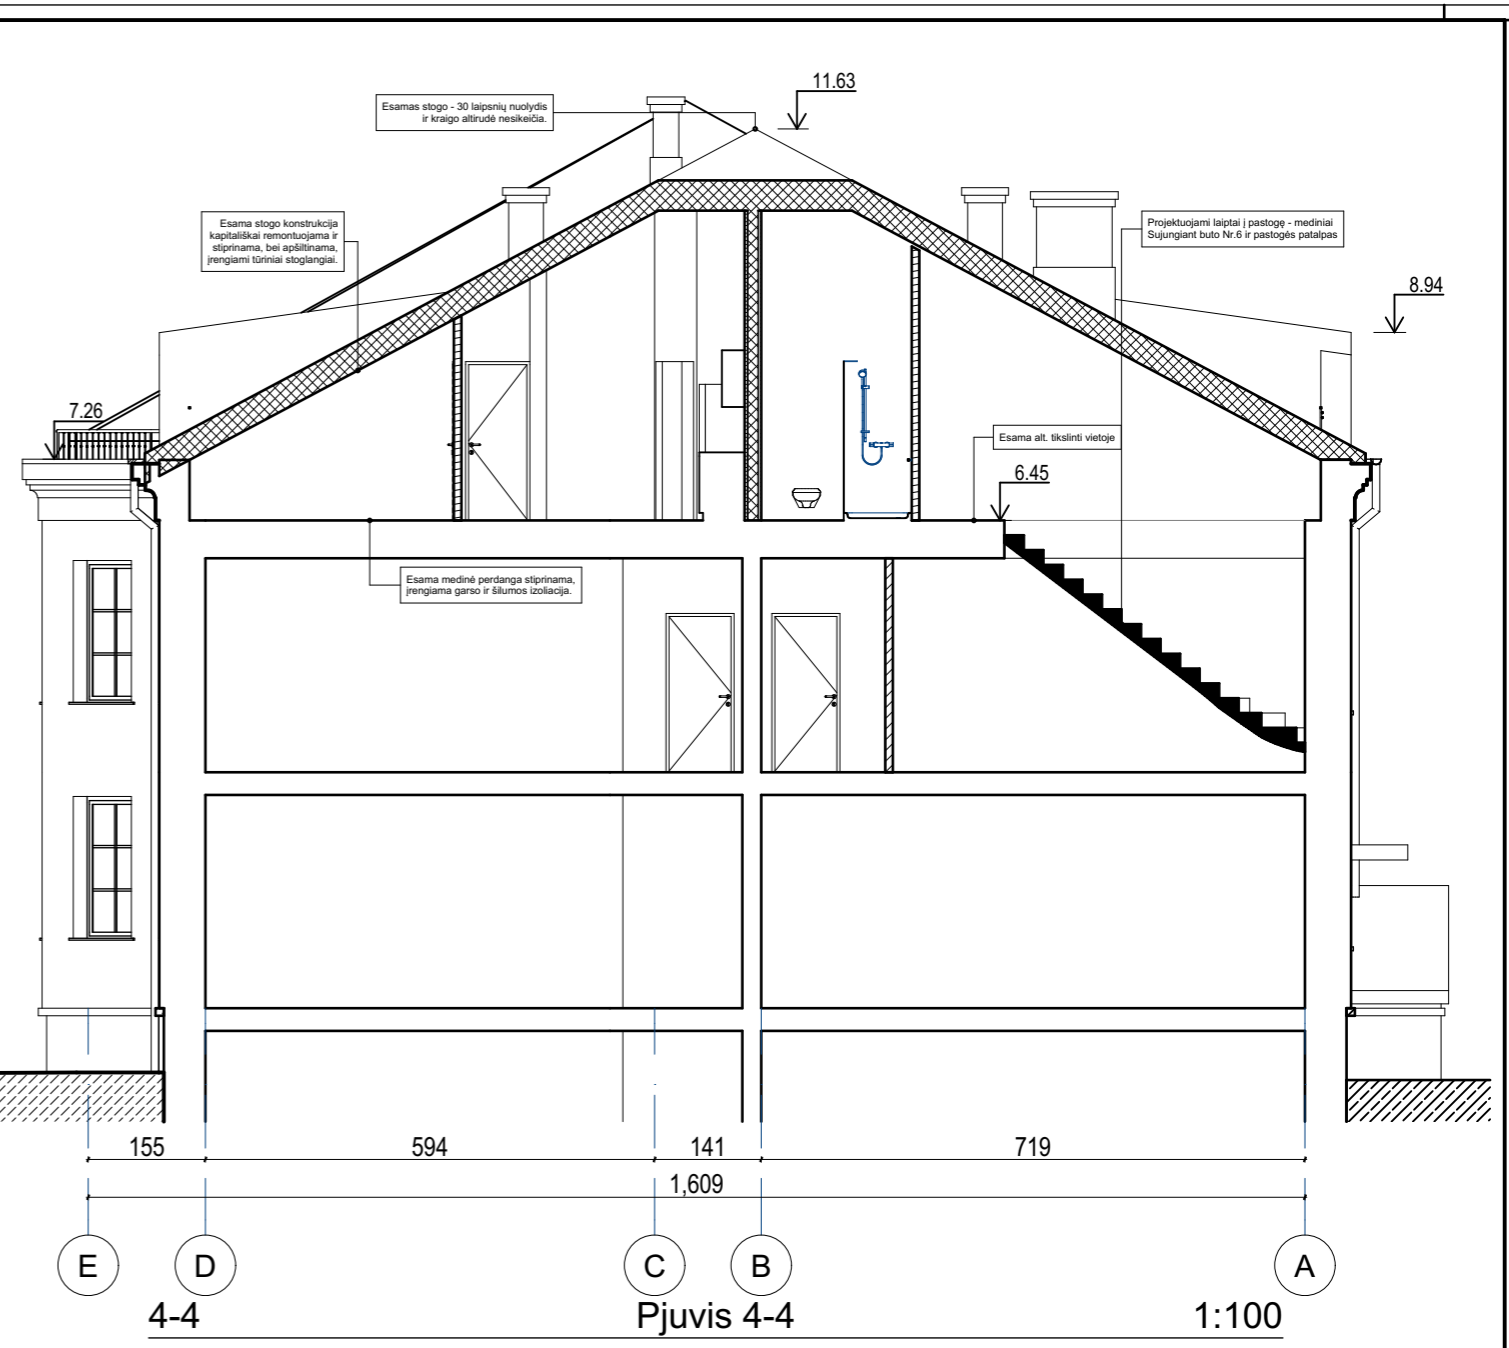 11.63
Esamas stogo - 30 laipsnių nuolydis
ir kraigo altirudė nesikeičia.
Esama stogo konstrukcija
kapitališkai remontuojama ir
stiprinama, bei apšiltinama,
įrengiami tūriniai stoglangiai.
Projektuojami laiptai į pastogę - mediniai
Sujungiant buto Nr.6 ir pastogės patalpas
8.94
7.26
Esama alt. tikslinti vietoje
6.45
Esama medinė perdanga stiprinama,
įrengiama garso ir šilumos izoliacija.
155 594 141 719
1,609
E D C B A
4-4 Pjuvis 4-4 1:100